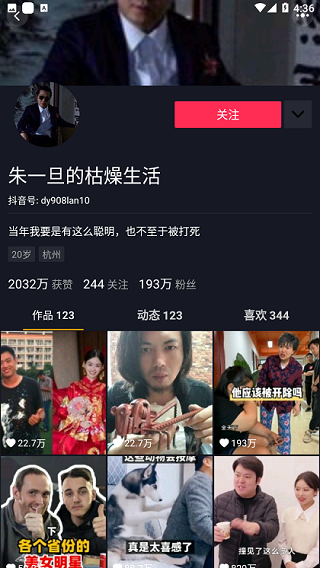 4:36
关注
朱一旦的枯燥生活
抖音号: dy908lan10
当年我要是有这么聪明，也不至于被打死
20岁 杭州
2032万 获赞 244 关注 193万 粉丝
作品 123 动态 123 喜欢 344
22.7万
22.7万
他应该被开除吗
193万
下
各个省份的
美女明星
这些动物会按摩
真是太喜感了
撞见了这么多人